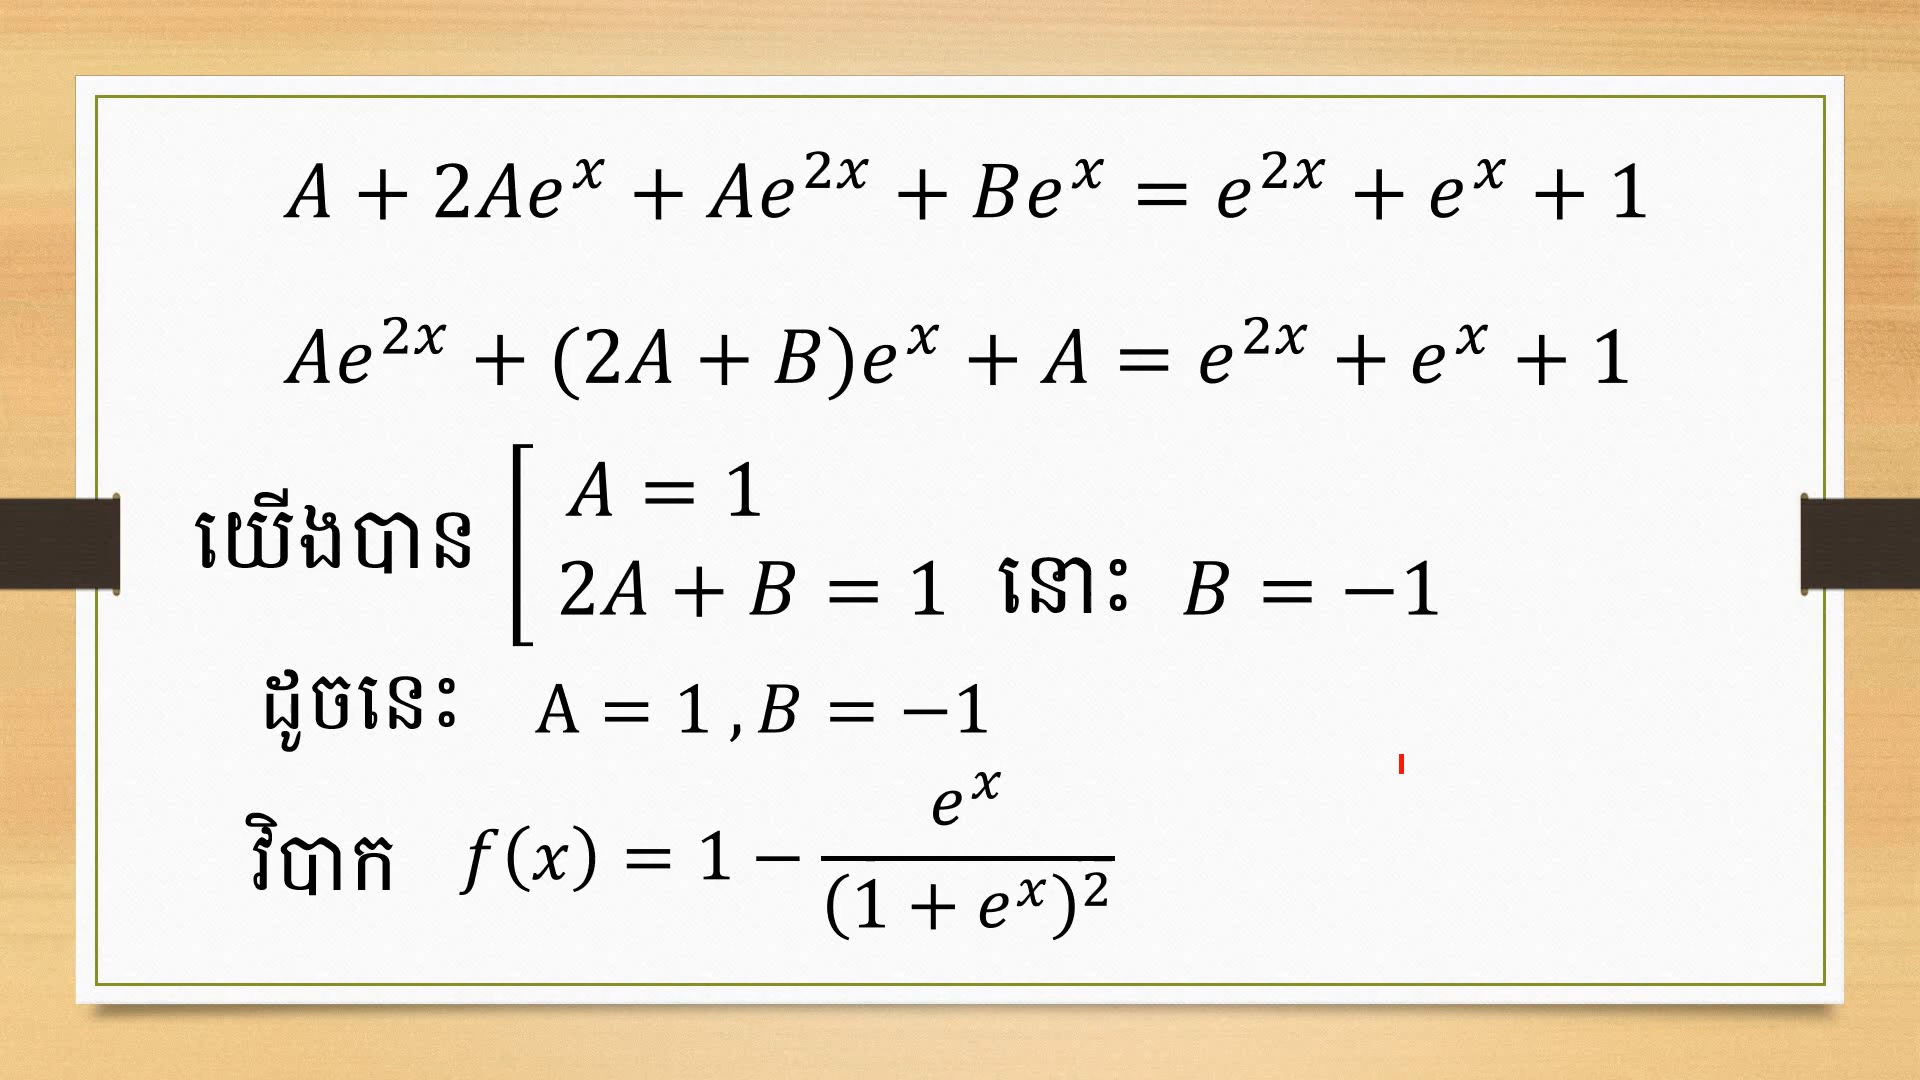 A + 2Ae^x + Ae^{2x} + Be^x = e^{2x} + e^x + 1
Ae^{2x} + (2A + B)e^x + A = e^{2x} + e^x + 1
យើងបាន [ A = 1
2A + B = 1 នោះ B = −1
ដូចនេះ A = 1 , B = −1
វិបាក f(x) = 1 − \frac{e^x}{(1 + e^x)^2}